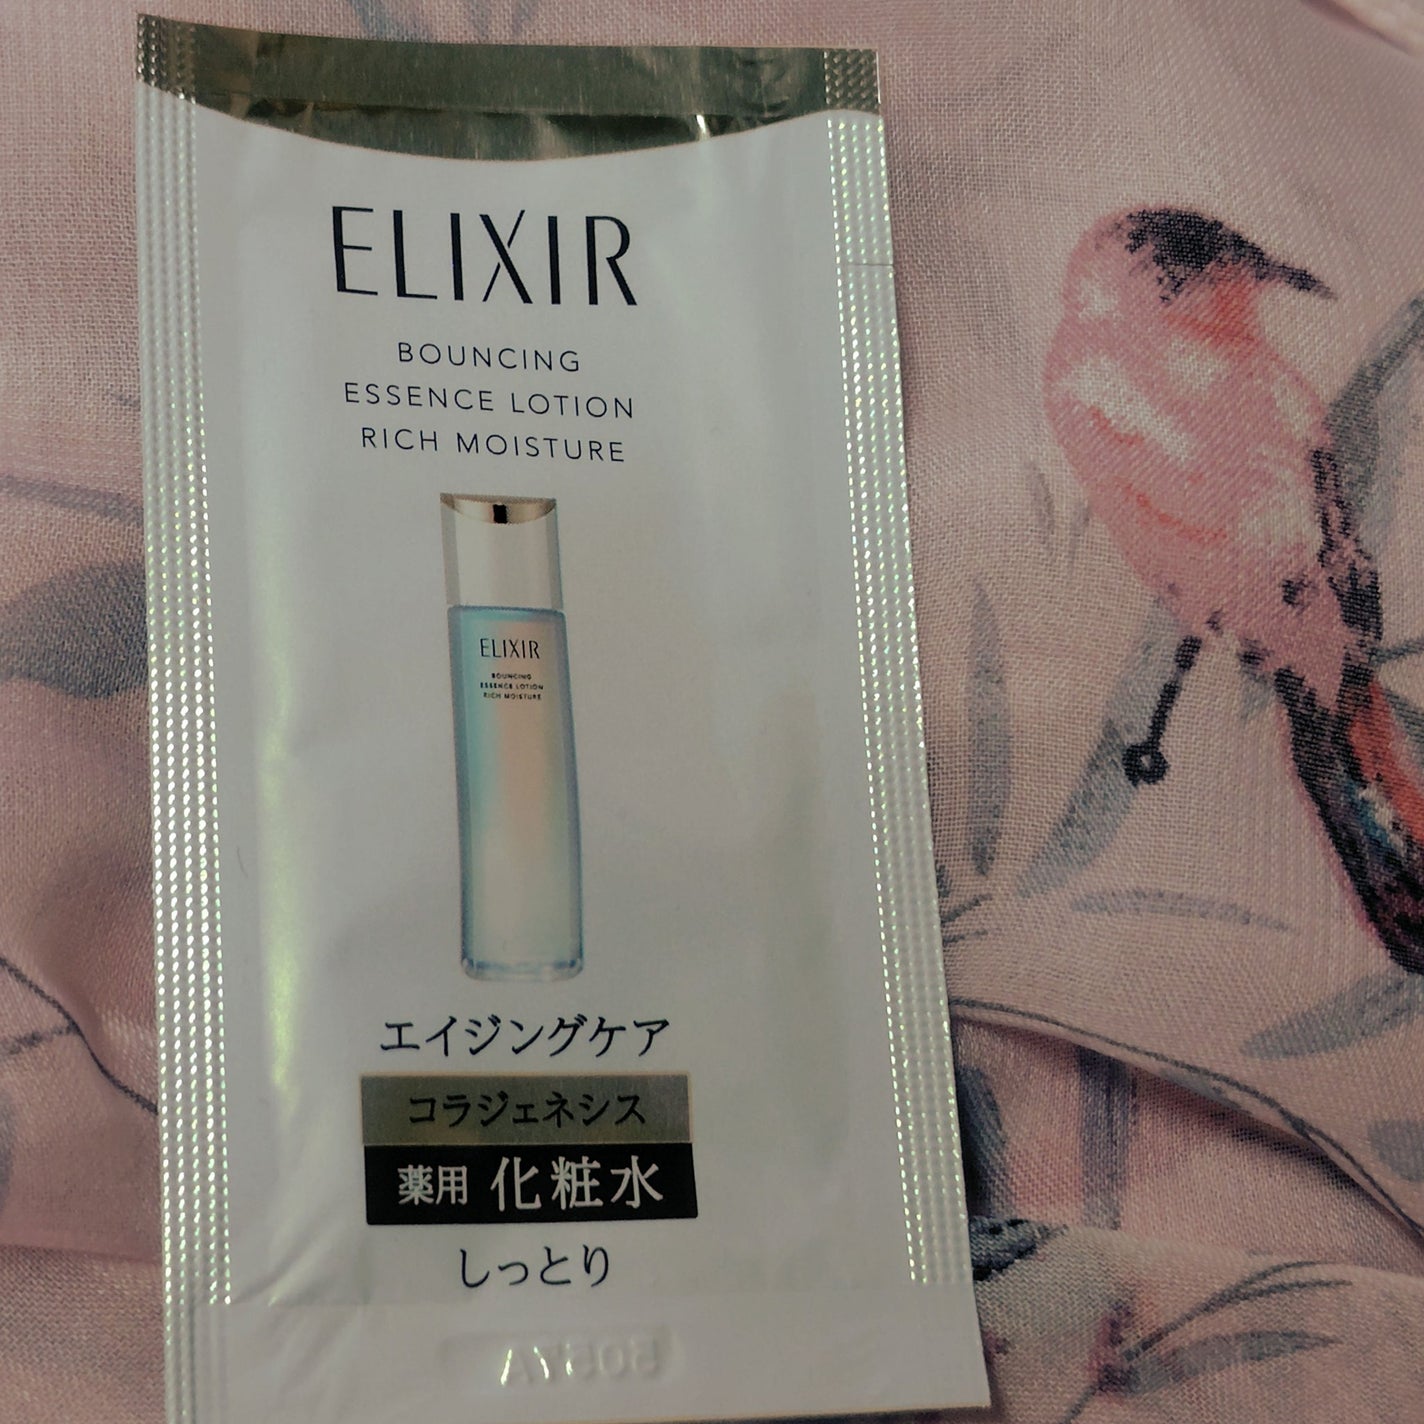 ELIXIR
BOUNCING
ESSENCE LOTION
RICH MOISTURE
ELIXIR
BOUNCING
ESSENCE LOTION
RICH MOISTURE
エイジングケア
コラジェネシス
薬用 化粧水
しっとり